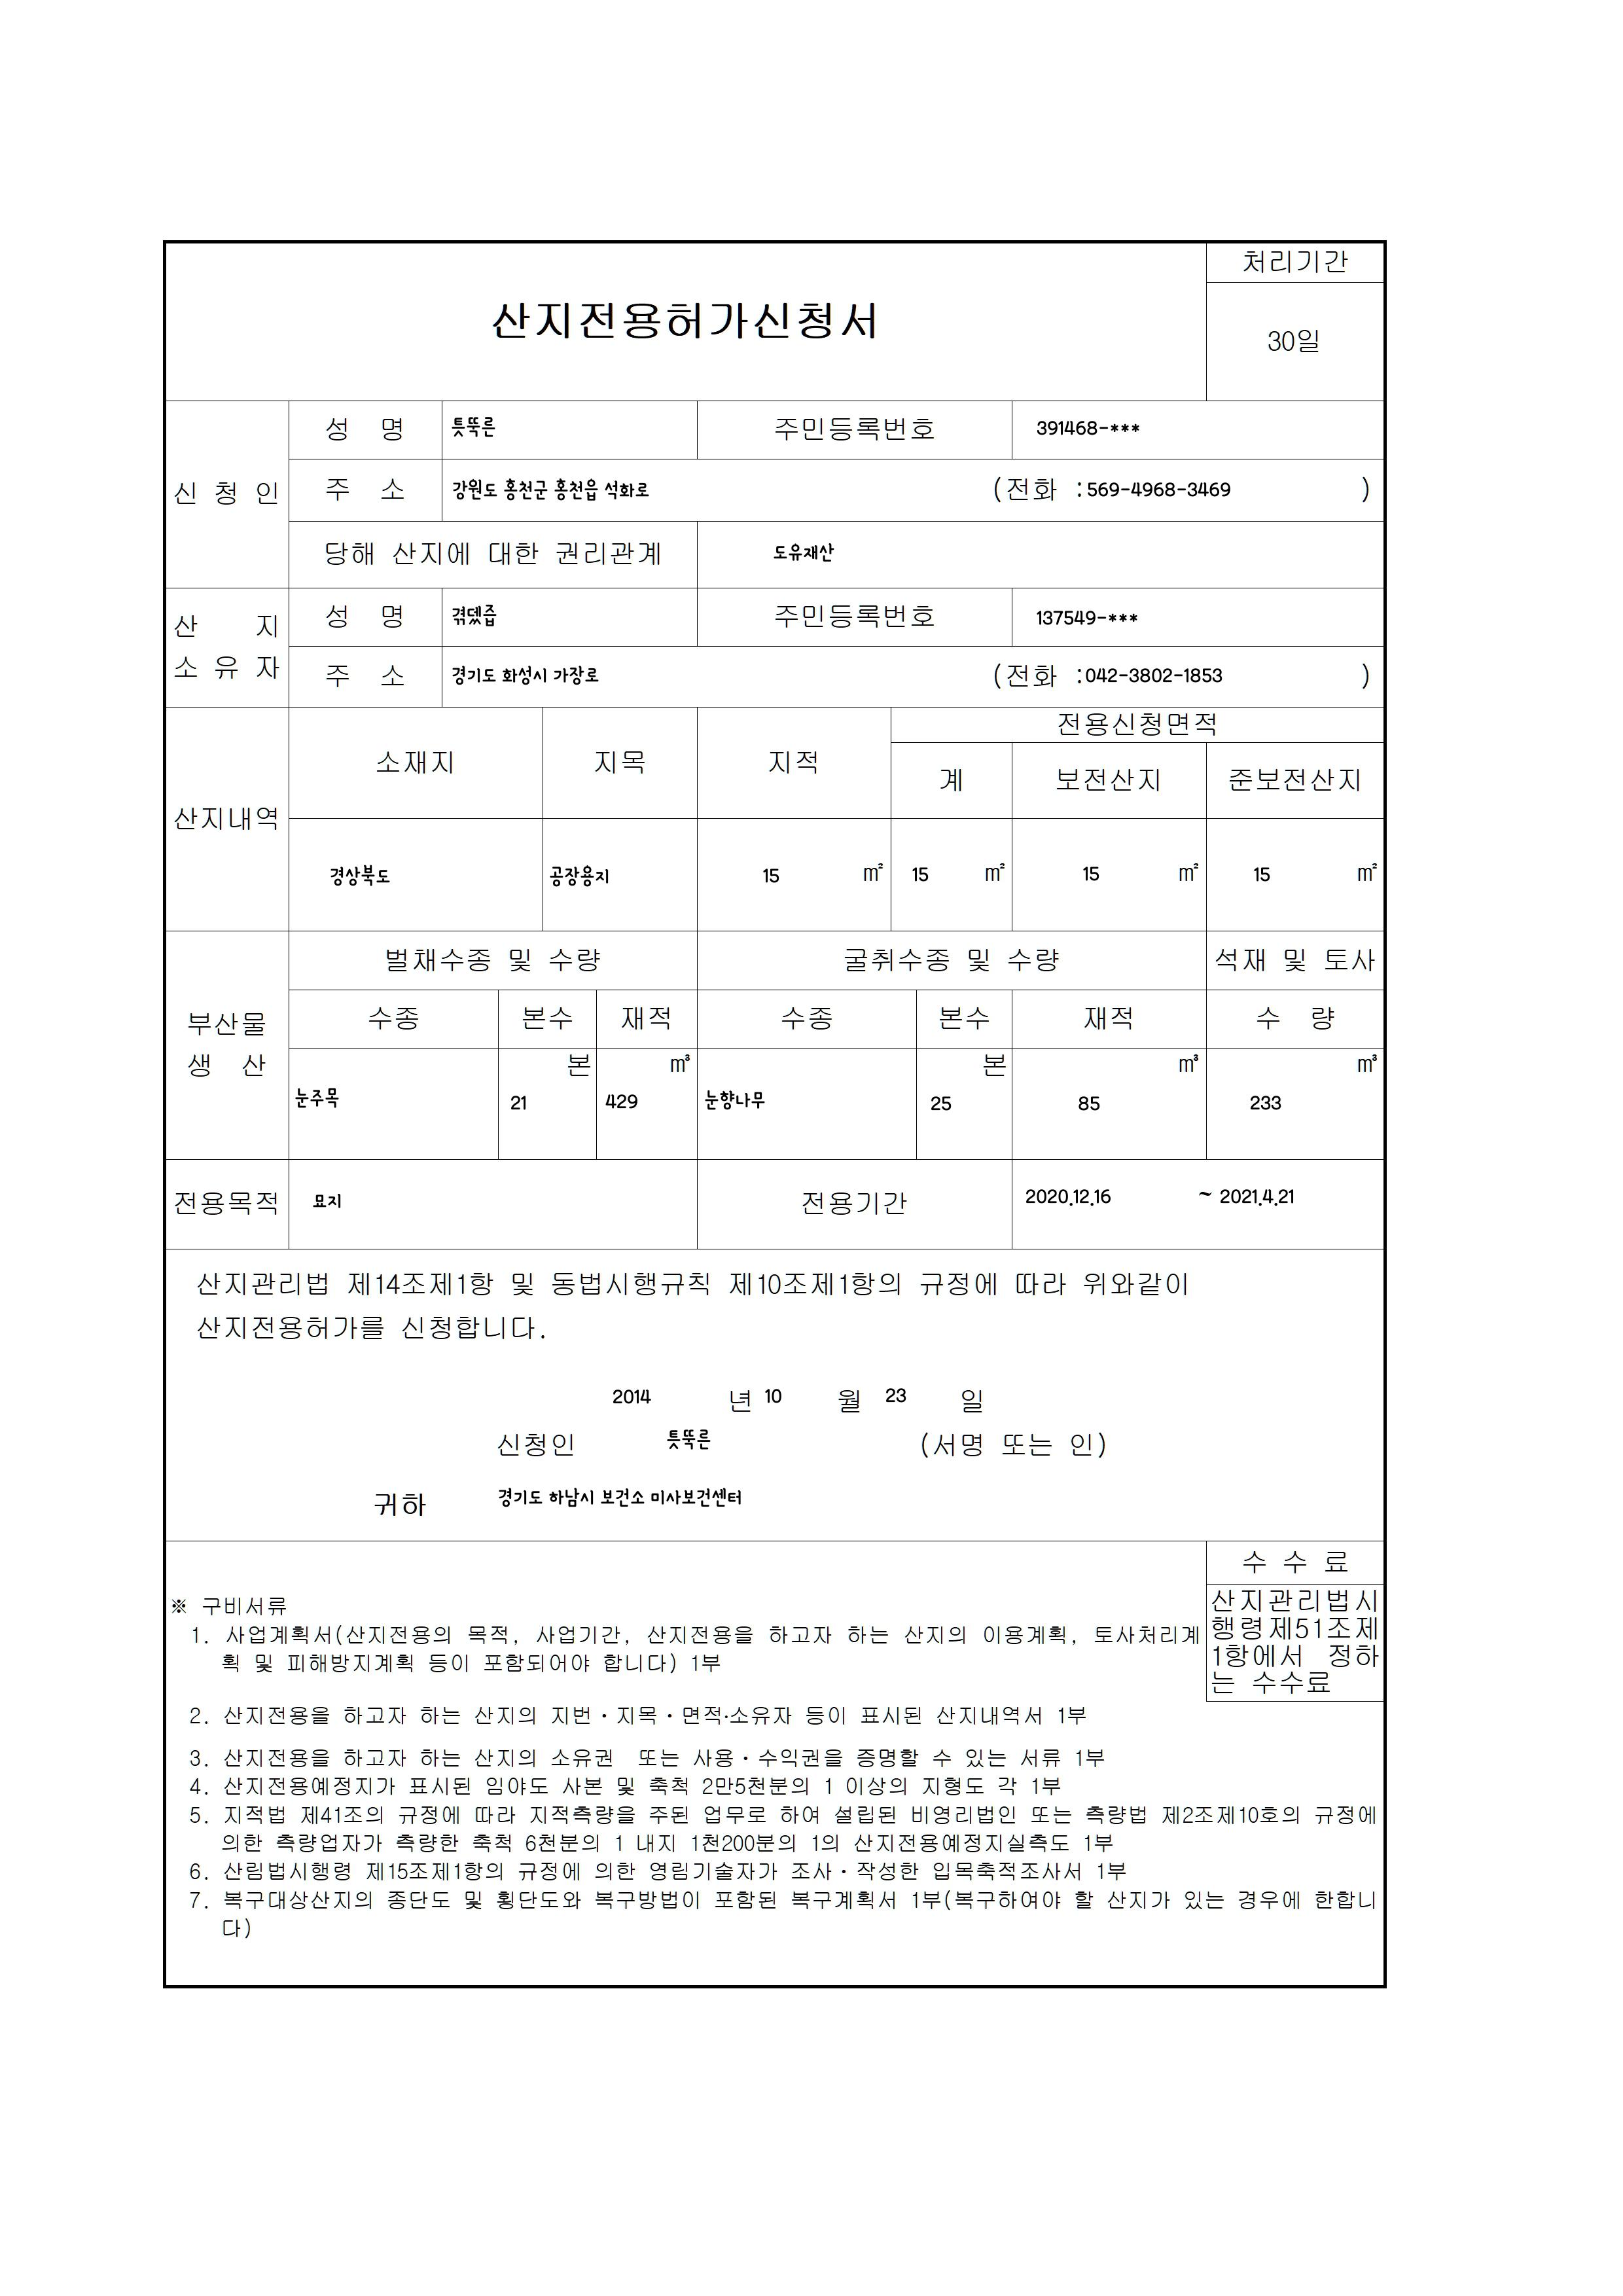 처리기간
산지전용허가신청서
30일
신 청 인
성 명 틋뚝른 주민등록번호 391468-***
주 소 강원도 홍천군 홍천읍 석화로 (전화 :569-4968-3469 )
당해 산지에 대한 권리관계 도유재산
산 지
소 유 자
성 명 겪뎼줍 주민등록번호 137549-***
주 소 경기도 화성시 가장로 (전화 :042-3802-1853 )
산지내역
소재지 지목 지적 전용신청면적
계 보전산지 준보전산지
경상북도 공장용지 15 ㎡ 15 ㎡ 15 ㎡ 15 ㎡
부산물
생 산
벌채수종 및 수량 굴취수종 및 수량 석재 및 토사
수종 본수 재적 수종 본수 재적 수 량
본 ㎥ 본 ㎥ ㎥
눈주목 21 429 눈향나무 25 85 233
전용목적 묘지 전용기간 2020.12.16 ~ 2021.4.21
산지관리법 제14조제1항 및 동법시행규칙 제10조제1항의 규정에 따라 위와같이
산지전용허가를 신청합니다.
2014 년 10 월 23 일
신청인 틋뚝른 (서명 또는 인)
귀하 경기도 하남시 보건소 미사보건센터
수 수 료
산지관리법시
행령제51조제
1항에서 정하
는 수수료
※ 구비서류
1. 사업계획서(산지전용의 목적, 사업기간, 산지전용을 하고자 하는 산지의 이용계획, 토사처리계
획 및 피해방지계획 등이 포함되어야 합니다) 1부
2. 산지전용을 하고자 하는 산지의 지번·지목·면적·소유자 등이 표시된 산지내역서 1부
3. 산지전용을 하고자 하는 산지의 소유권 또는 사용·수익권을 증명할 수 있는 서류 1부
4. 산지전용예정지가 표시된 임야도 사본 및 축척 2만5천분의 1 이상의 지형도 각 1부
5. 지적법 제41조의 규정에 따라 지적측량을 주된 업무로 하여 설립된 비영리법인 또는 측량법 제2조제10호의 규정에
의한 측량업자가 측량한 축척 6천분의 1 내지 1천200분의 1의 산지전용예정지실측도 1부
6. 산림법시행령 제15조제1항의 규정에 의한 영림기술자가 조사·작성한 입목축적조사서 1부
7. 복구대상산지의 종단도 및 횡단도와 복구방법이 포함된 복구계획서 1부(복구하여야 할 산지가 있는 경우에 한합니
다)